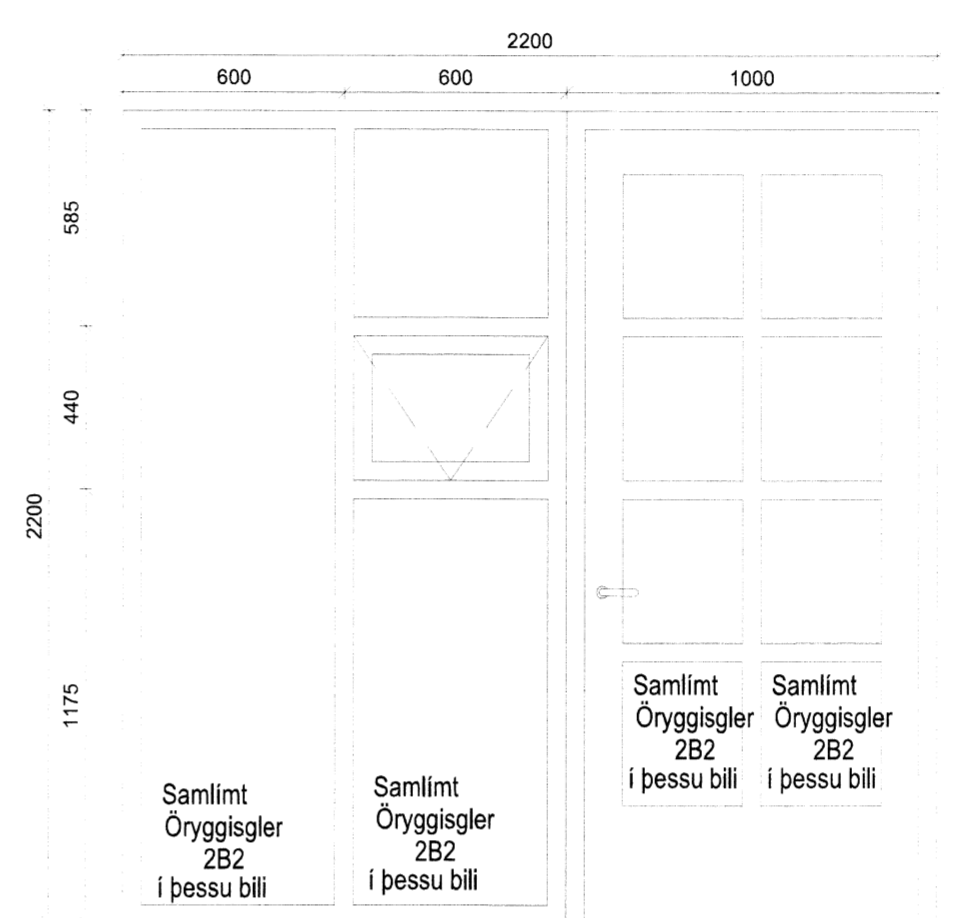 2200
600
600
1000
585
440
2200
1175
Samlímt
Öryggisgler
2B2
í þessu bili
Samlímt
Öryggisgler
2B2
í þessu bili
Samlímt
Öryggisgler
2B2
í þessu bili
Samlímt
Öryggisgler
2B2
í þessu bili